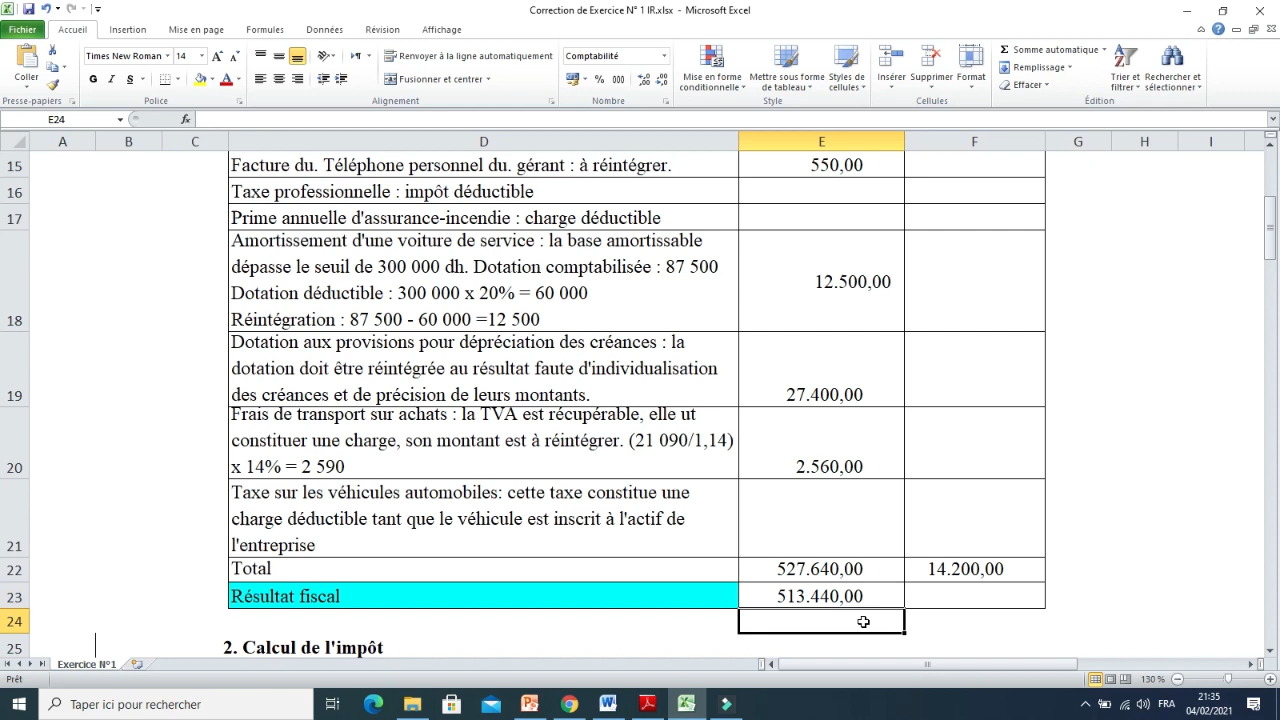 Correction de Exercice N° 1 IR.xlsx - Microsoft Excel
Fichier Accueil Insertion Mise en page Formules Données Révision Affichage
Coller
Times New Roman 14
G I S
Renvoyer à la ligne automatiquement
Fusionner et centrer
Comptabilité
% 000
Mise en forme conditionnelle
Mettre sous forme de tableau
Styles de cellules
Insérer Supprimer Format
Somme automatique
Remplissage
Effacer
Trier et filtrer
Rechercher et sélectionner
Presse-papiers Police Alignement Nombre Style Cellules Édition
E24 fx
A B C D E F G H I
15 Facture du. Téléphone personnel du. gérant : à réintégrer. 550,00
16 Taxe professionnelle : impôt déductible
17 Prime annuelle d'assurance-incendie : charge déductible
Amortissement d'une voiture de service : la base amortissable
dépasse le seuil de 300 000 dh. Dotation comptabilisée : 87 500
Dotation déductible : 300 000 x 20% = 60 000
12.500,00
18 Réintégration : 87 500 - 60 000 =12 500
Dotation aux provisions pour dépréciation des créances : la
dotation doit être réintégrée au résultat faute d'individualisation
19 des créances et de précision de leurs montants. 27.400,00
Frais de transport sur achats : la TVA est récupérable, elle ut
constituer une charge, son montant est à réintégrer. (21 090/1,14)
20 x 14% = 2 590 2.560,00
Taxe sur les véhicules automobiles: cette taxe constitue une
charge déductible tant que le véhicule est inscrit à l'actif de
21 l'entreprise
22 Total 527.640,00 14.200,00
23 Résultat fiscal 513.440,00
24
25 2. Calcul de l'impôt
Exercice N°1
Prêt 130 %
Taper ici pour rechercher
FRA
21:35
04/02/2021